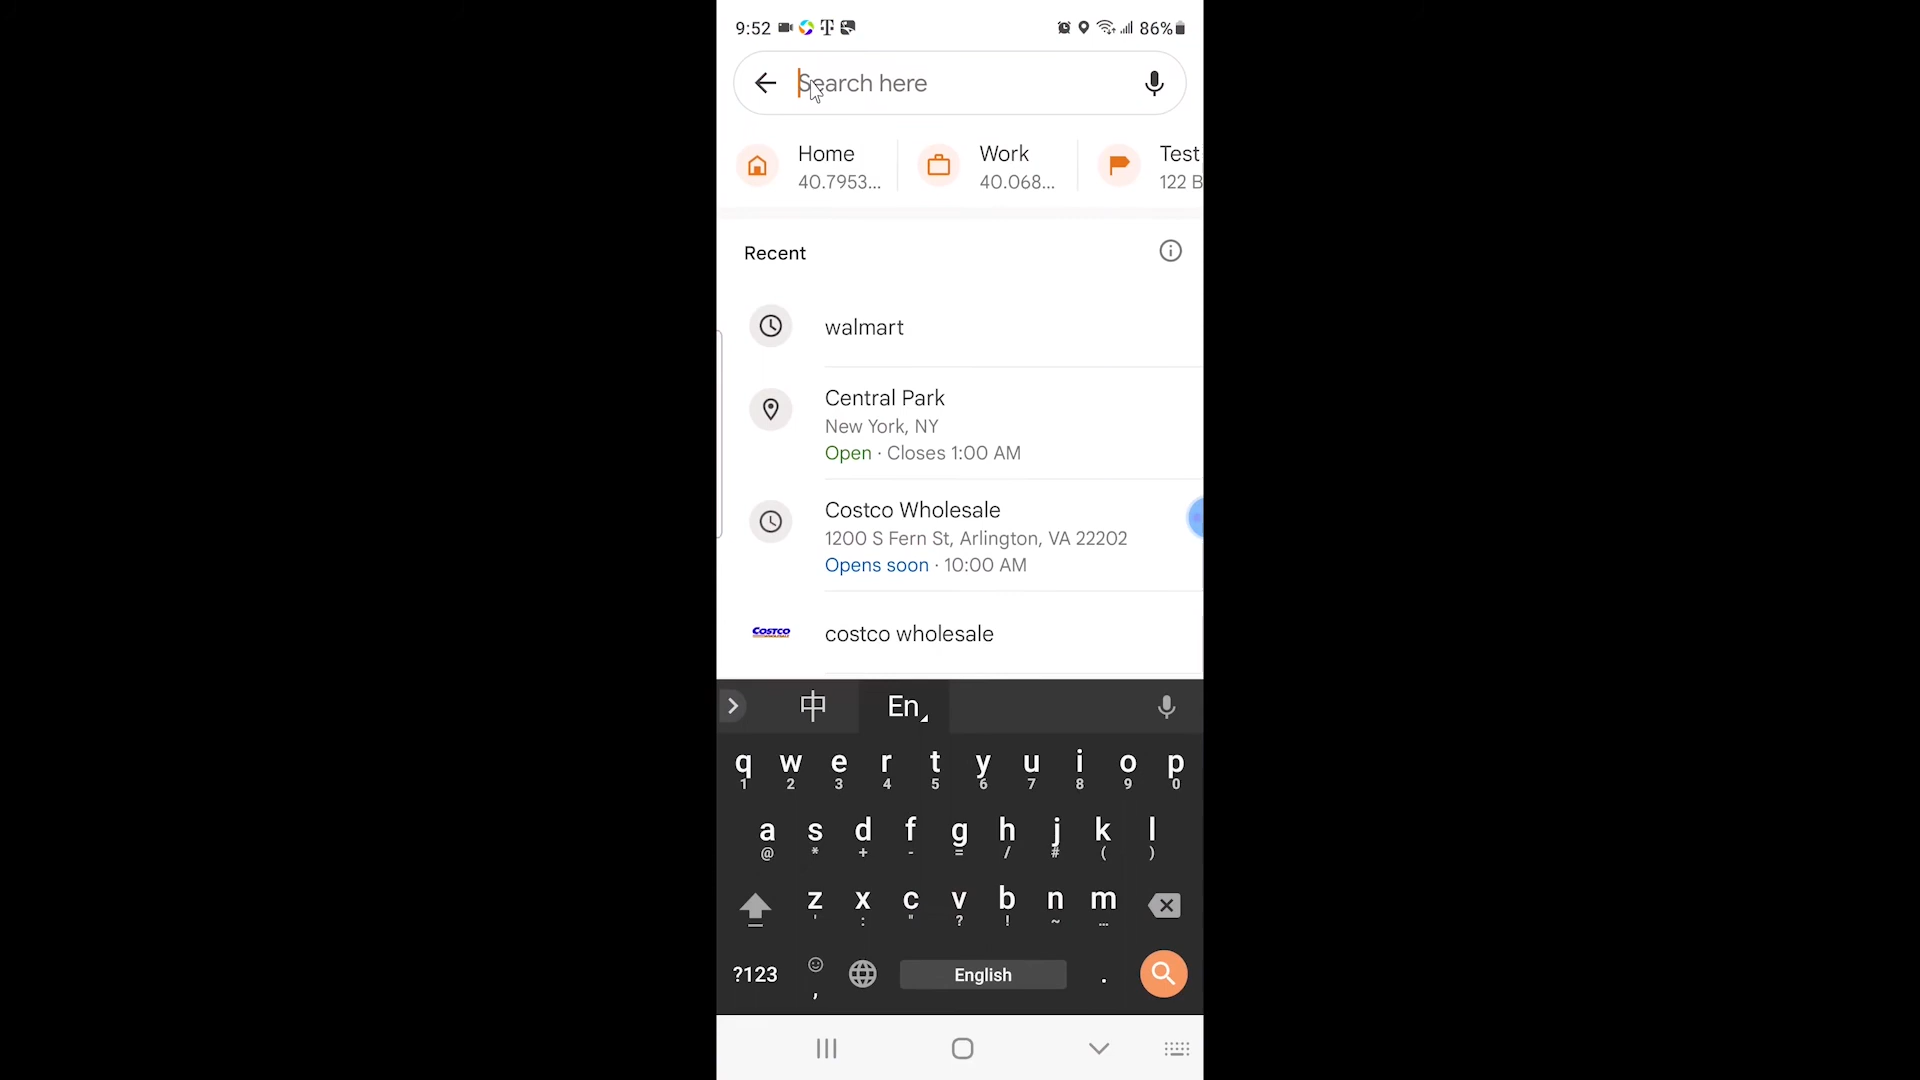 9:52 86%
Search here
Home
40.7953...
Work
40.068...
Test
122 B
Recent
walmart
Central Park
New York, NY
Open · Closes 1:00 AM
Costco Wholesale
1200 S Fern St, Arlington, VA 22202
Opens soon · 10:00 AM
COSTCO
WHOLESALE
costco wholesale
中 En
q w e r t y u i o p
1 2 3 4 5 6 7 8 9 0
a s d f g h j k l
@ * + - = / # ( )
z x c v b n m
' : " ? ! ~ …
?123 , English .